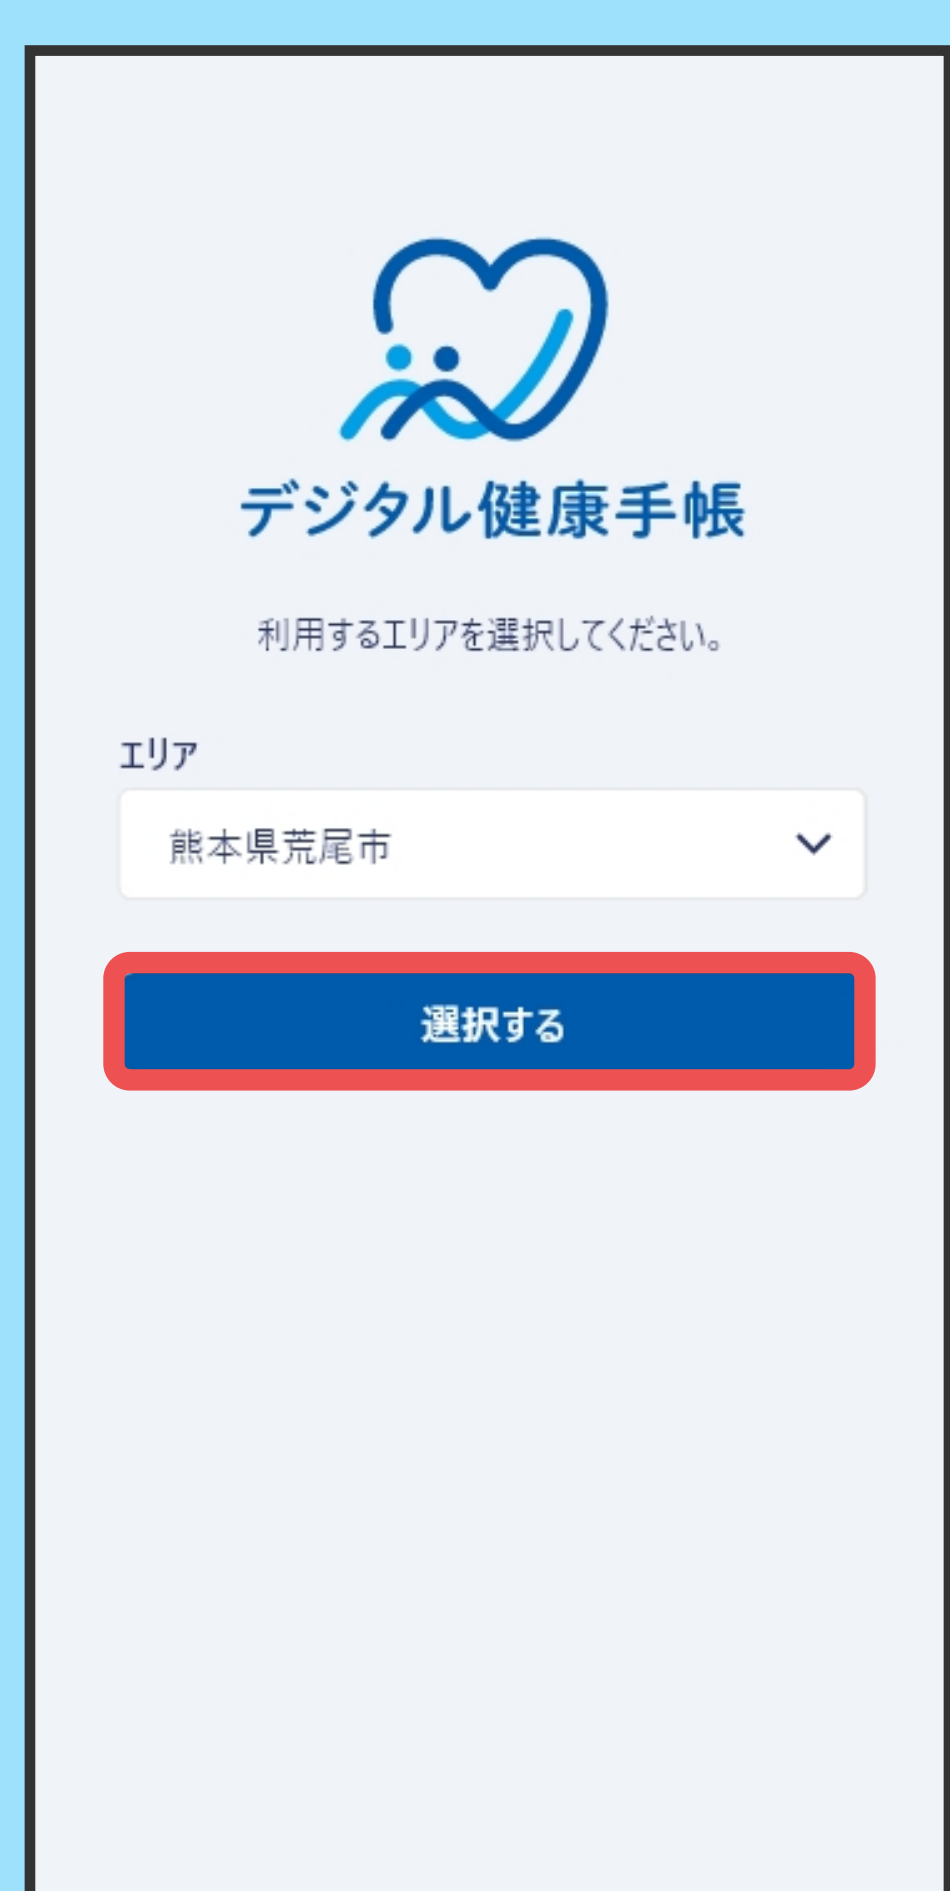 デジタル健康手帳
利用するエリアを選択してください。
エリア
熊本県荒尾市
選択する